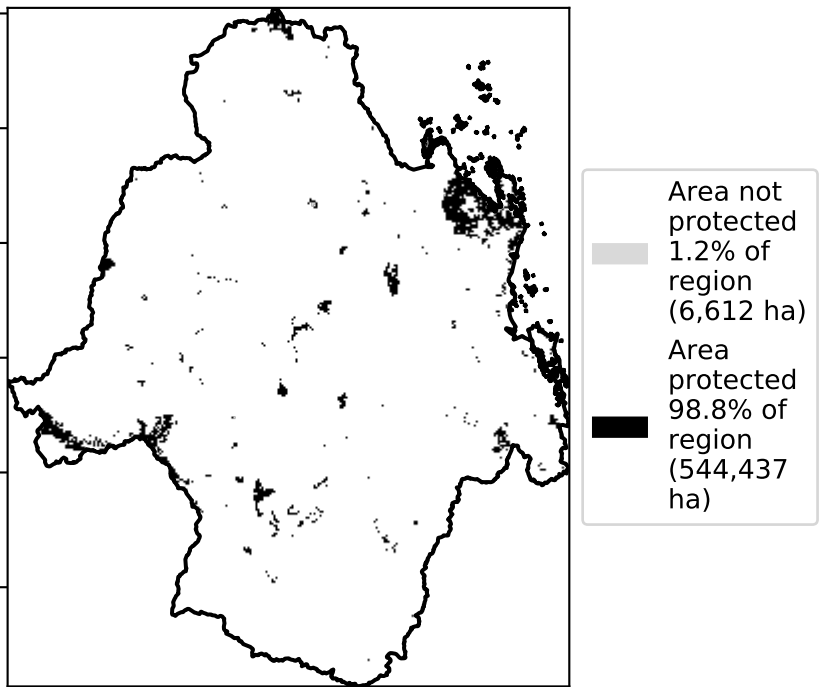 Area not
protected
1.2% of
region
(6,612 ha)
Area
protected
98.8% of
region
(544,437
ha)